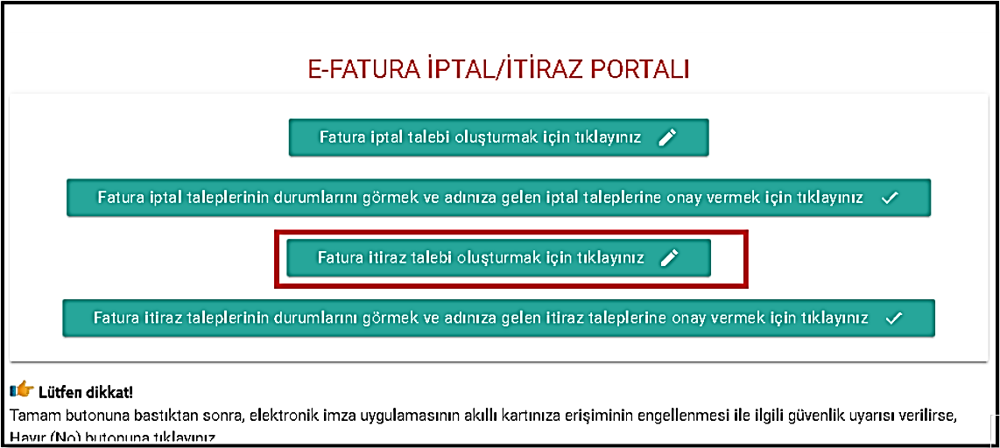 E-FATURA İPTAL/İTİRAZ PORTALI
Fatura iptal talebi oluşturmak için tıklayınız
Fatura iptal taleplerinin durumlarını görmek ve adınıza gelen iptal taleplerine onay vermek için tıklayınız
Fatura itiraz talebi oluşturmak için tıklayınız
Fatura itiraz taleplerinin durumlarını görmek ve adınıza gelen itiraz taleplerine onay vermek için tıklayınız
Lütfen dikkat!
Tamam butonuna bastıktan sonra, elektronik imza uygulamasının akıllı kartınıza erişiminin engellenmesi ile ilgili güvenlik uyarısı verilirse,
Hayır (No) butonuna tıklayınız